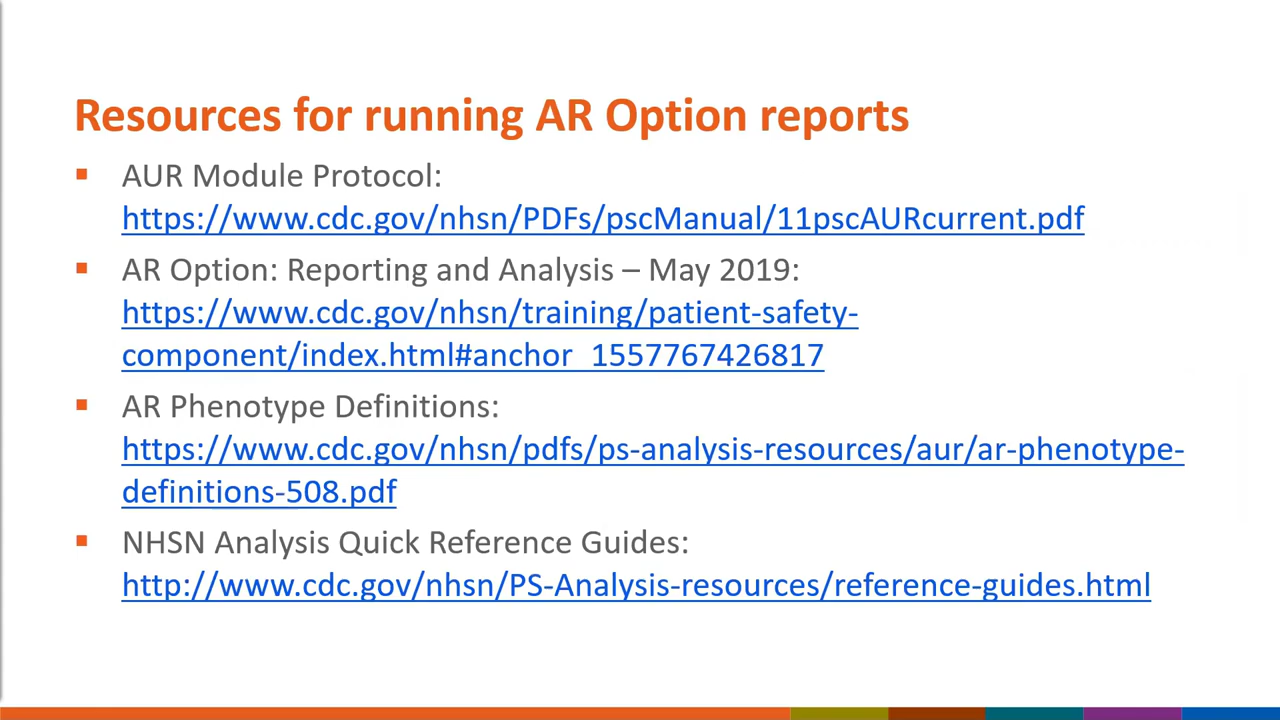 Resources for running AR Option reports
▪ AUR Module Protocol:
https://www.cdc.gov/nhsn/PDFs/pscManual/11pscAURcurrent.pdf
▪ AR Option: Reporting and Analysis – May 2019:
https://www.cdc.gov/nhsn/training/patient-safety-
component/index.html#anchor_1557767426817
▪ AR Phenotype Definitions:
https://www.cdc.gov/nhsn/pdfs/ps-analysis-resources/aur/ar-phenotype-
definitions-508.pdf
▪ NHSN Analysis Quick Reference Guides:
http://www.cdc.gov/nhsn/PS-Analysis-resources/reference-guides.html